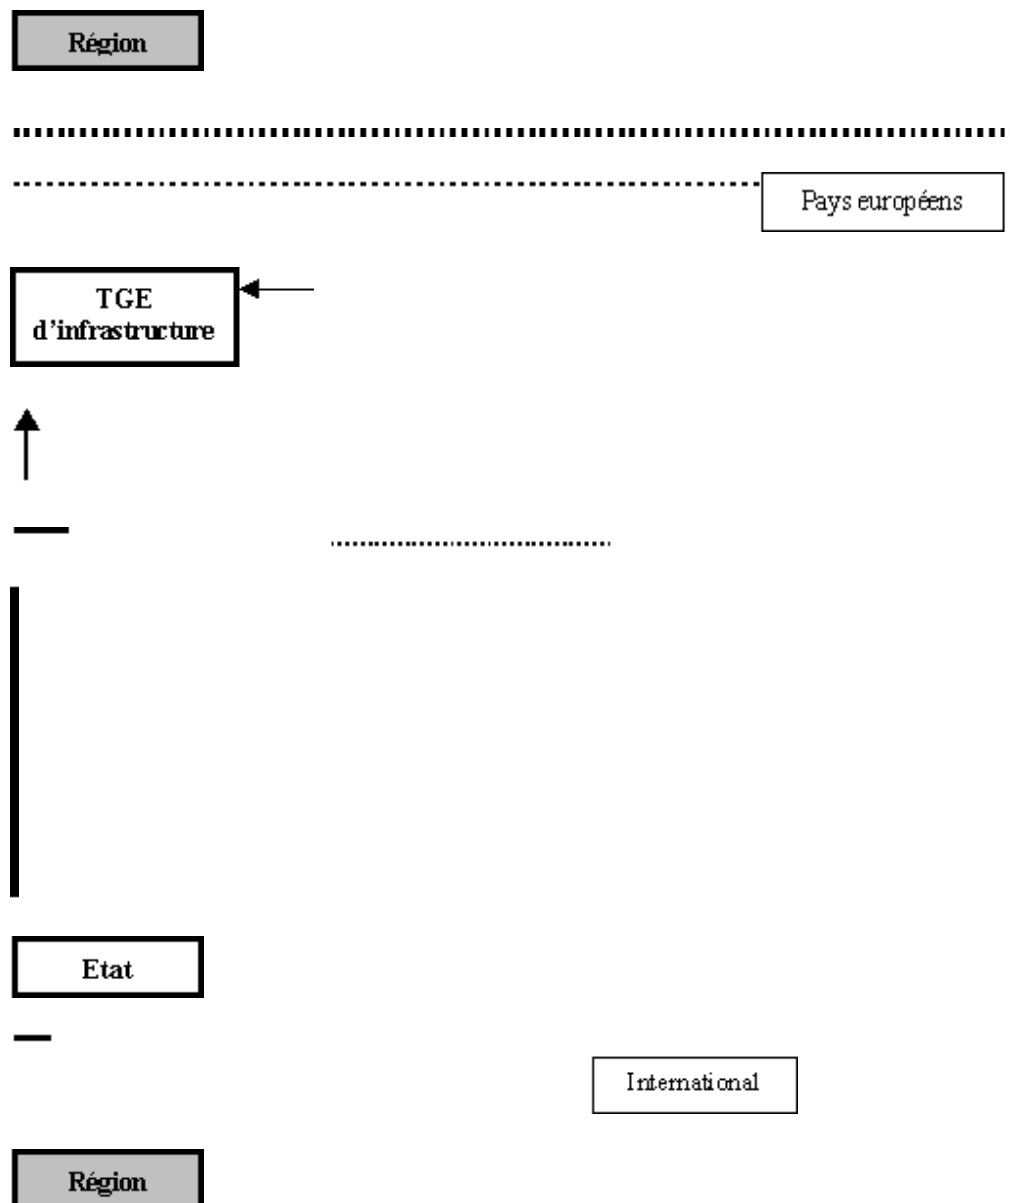 Région
Pays européens
TGE
d'infrastructure
Etat
International
Région